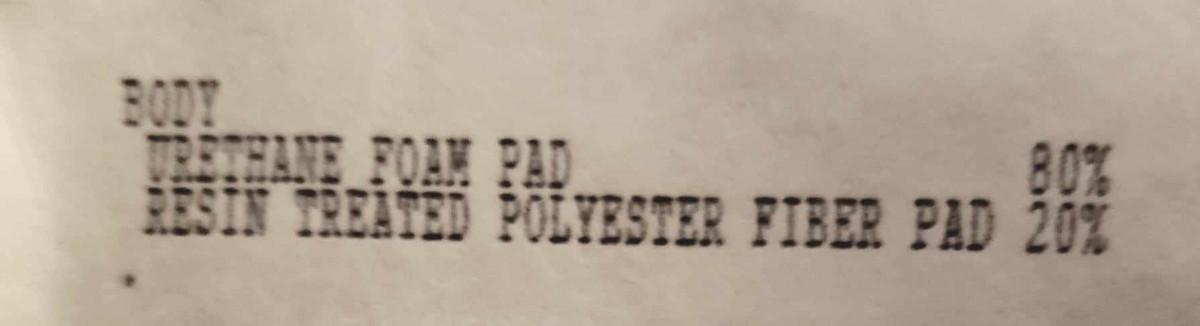 BODY
URETHANE FOAM PAD 80%
RESIN TREATED POLYESTER FIBER PAD 20%
.